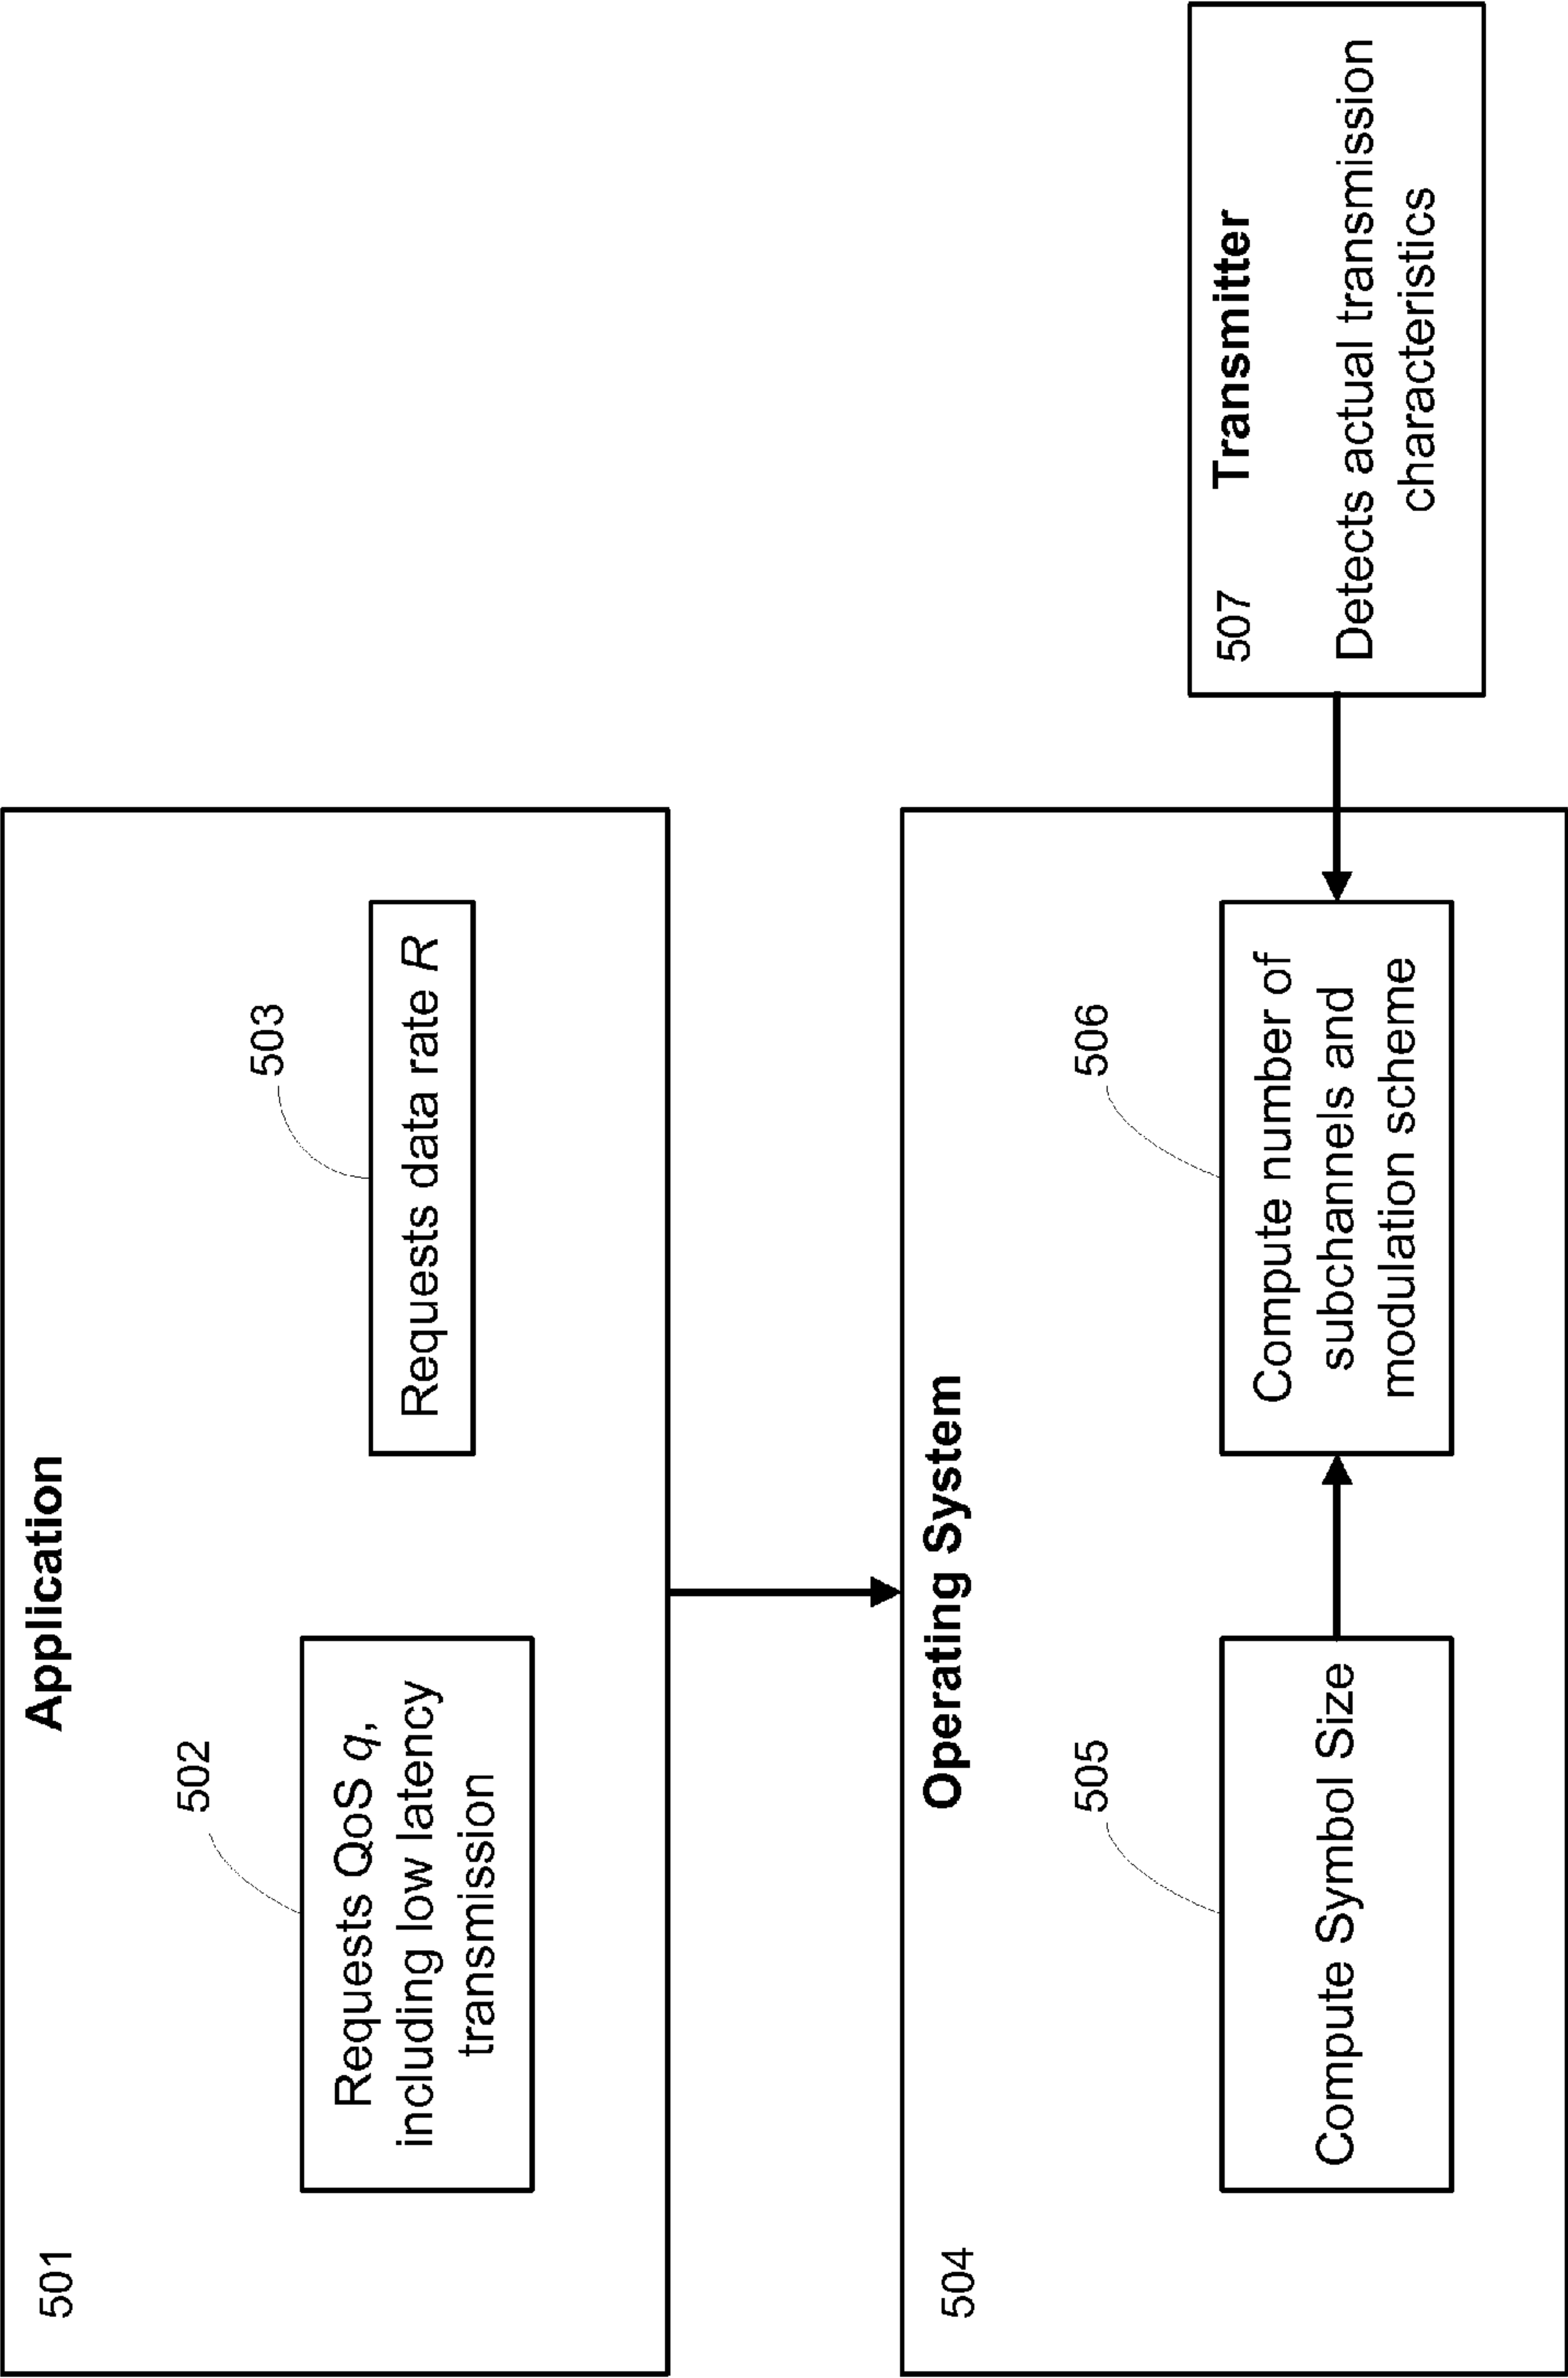 501
Application
502
Requests QoS q,
including low latency
transmission
503
Requests data rate R
504
Operating System
505
Compute Symbol Size
506
Compute number of
subchannels and
modulation scheme
507
Transmitter
Detects actual transmission
characteristics